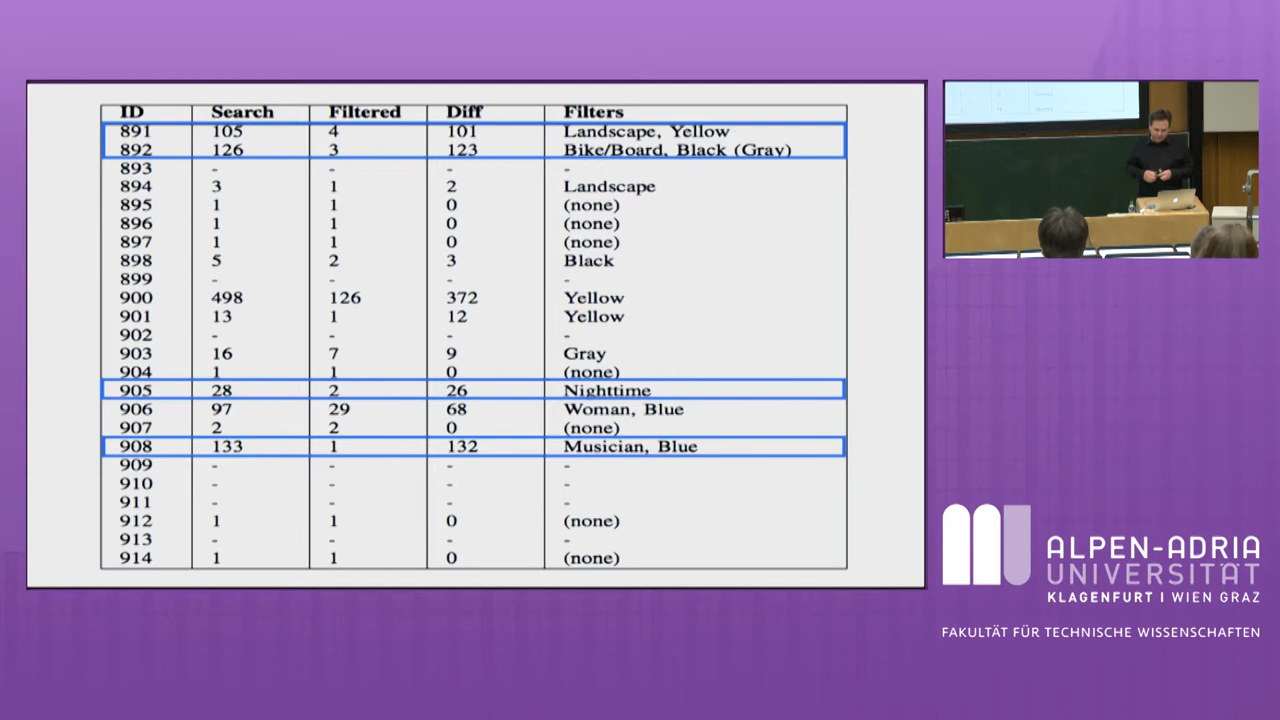 ID Search Filtered Diff Filters
891 105 4 101 Landscape, Yellow
892 126 3 123 Bike/Board, Black (Gray)
893 - - - -
894 3 1 2 Landscape
895 1 1 0 (none)
896 1 1 0 (none)
897 1 1 0 (none)
898 5 2 3 Black
899 - - - -
900 498 126 372 Yellow
901 13 1 12 Yellow
902 - - - -
903 16 7 9 Gray
904 1 1 0 (none)
905 28 2 26 Nighttime
906 97 29 68 Woman, Blue
907 2 2 0 (none)
908 133 1 132 Musician, Blue
909 - - - -
910 - - - -
911 - - - -
912 1 1 0 (none)
913 - - - -
914 1 1 0 (none)
ALPEN-ADRIA
UNIVERSITÄT
KLAGENFURT I WIEN GRAZ
FAKULTÄT FÜR TECHNISCHE WISSENSCHAFTEN